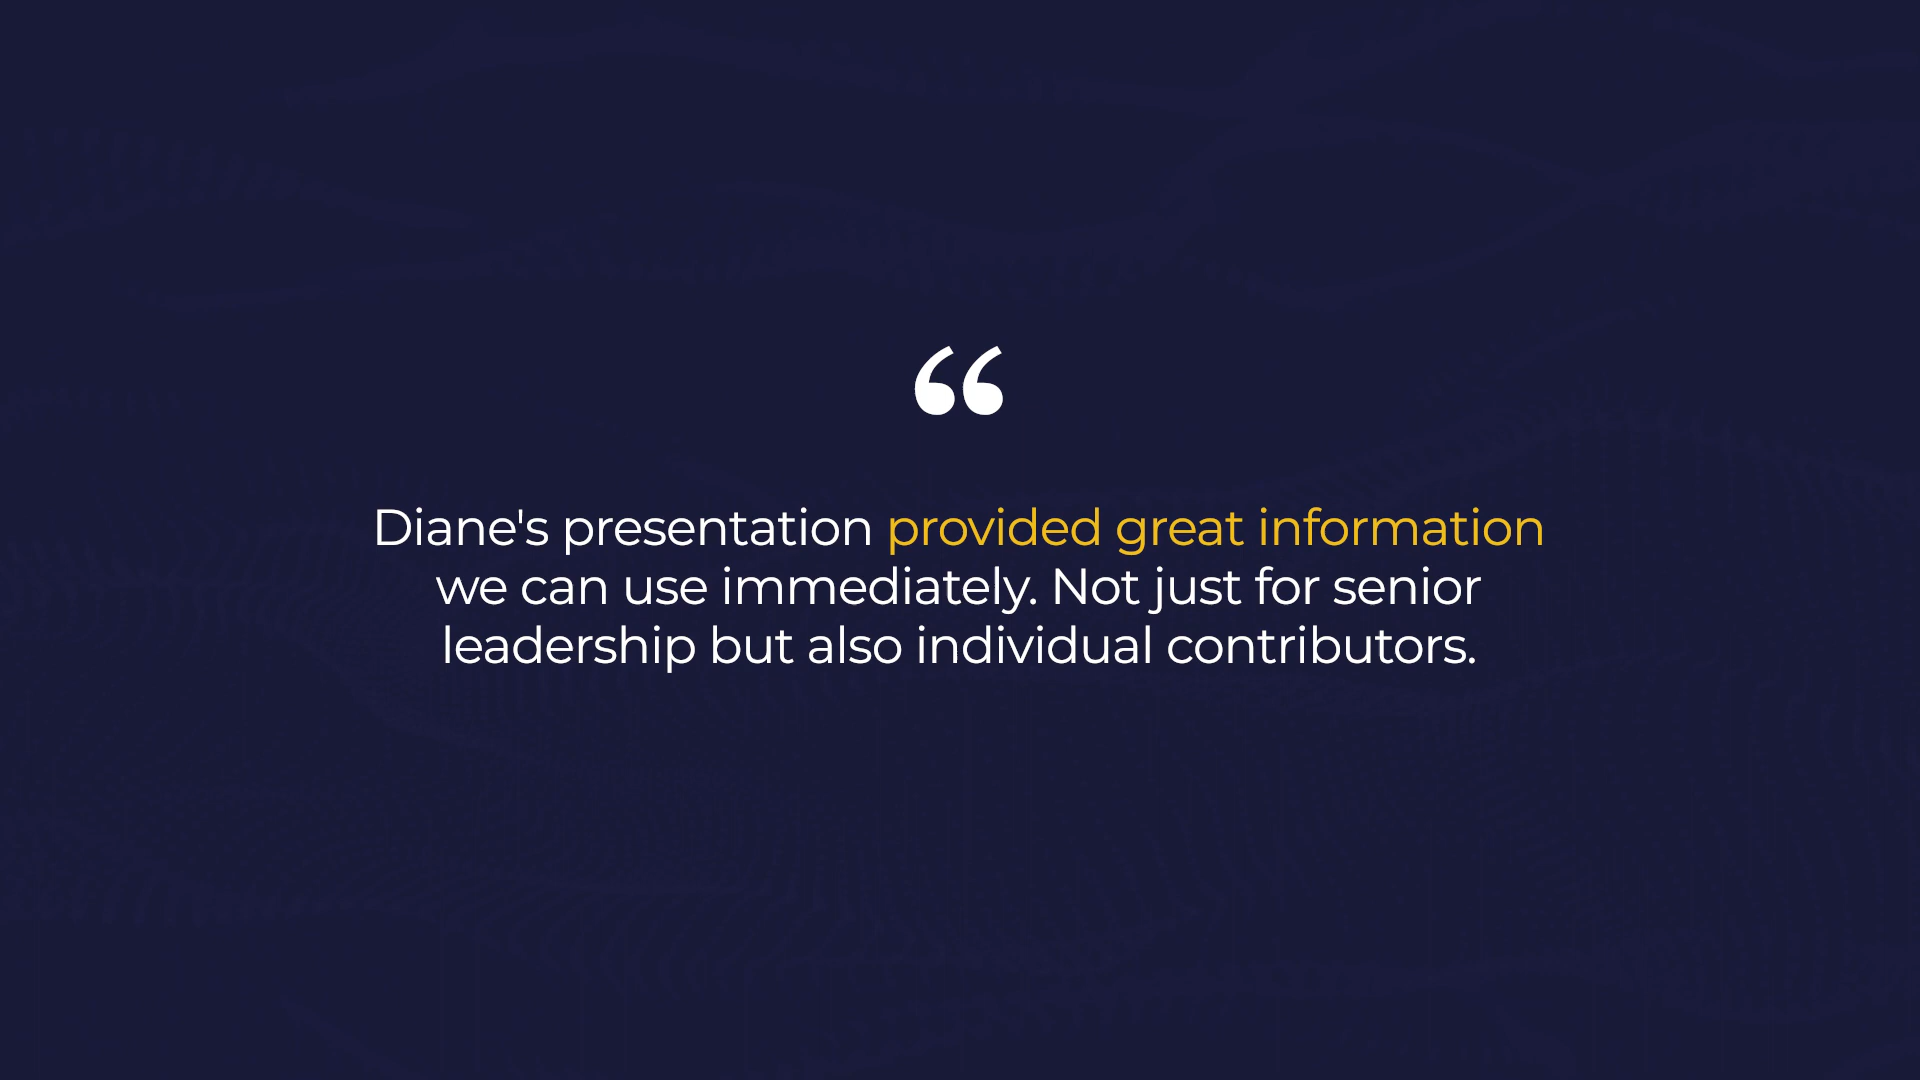 “
Diane's presentation provided great information
we can use immediately. Not just for senior
leadership but also individual contributors.